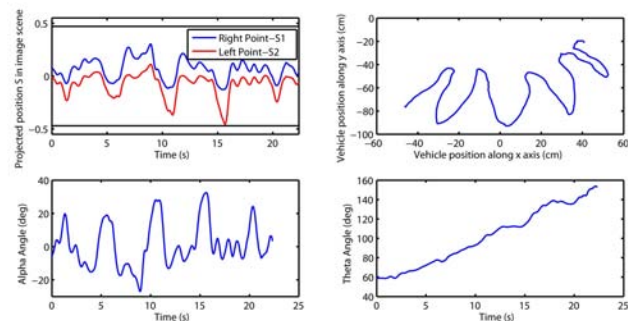 Projected position S in image scene
0.5
0
−0.5
Right Point−S1
Left Point−S2
0 5 10 15 20
Time (s)
Vehicle position along y axis (cm)
0
−20
−40
−60
−80
−100
−60 −40 −20 0 20 40 60
Vehicle position along x axis (cm)
Alpha Angle (deg)
40
20
0
−20
0 5 10 15 20 25
Time (s)
Theta Angle (deg)
160
140
120
100
80
60
40
0 5 10 15 20 25
Time (s)